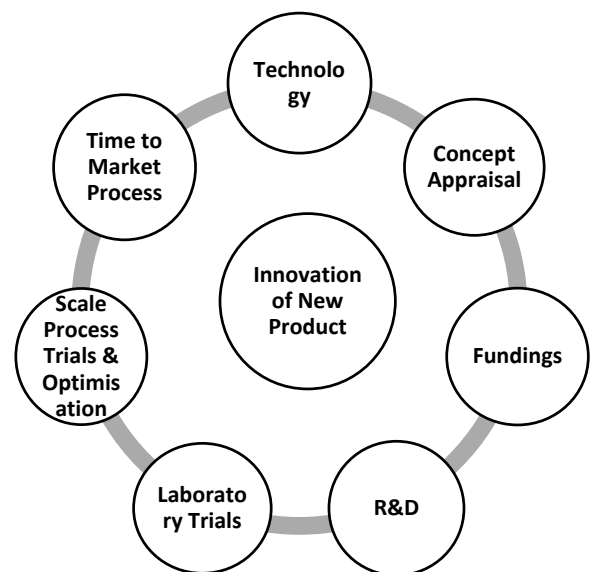 Technolo
gy
Concept
Appraisal
Fundings
R&D
Laborato
ry Trials
Scale
Process
Trials &
Optimis
ation
Time to
Market
Process
Innovation
of New
Product